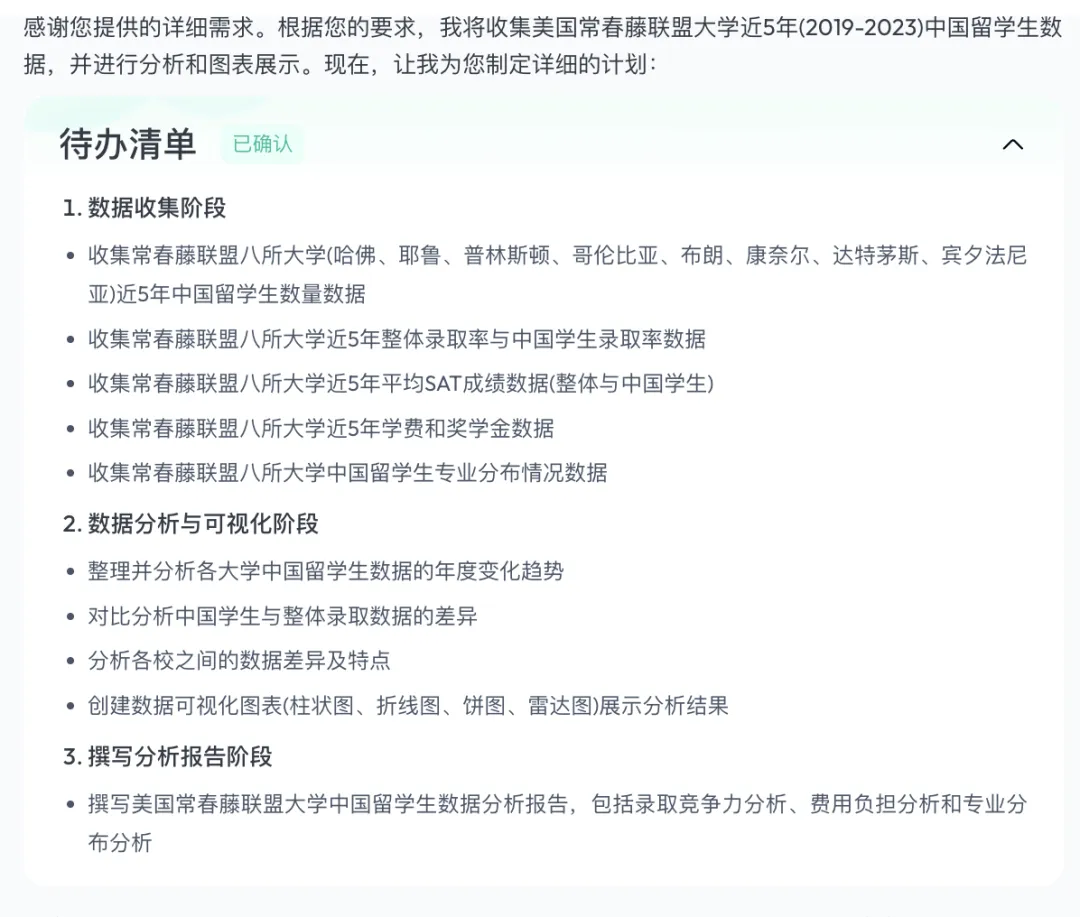 感谢您提供的详细需求。根据您的要求，我将收集美国常春藤联盟大学近5年(2019-2023)中国留学生数
据，并进行分析和图表展示。现在，让我为您制定详细的计划：
待办清单 已确认
1. 数据收集阶段
• 收集常春藤联盟八所大学(哈佛、耶鲁、普林斯顿、哥伦比亚、布朗、康奈尔、达特茅斯、宾夕法尼
亚)近5年中国留学生数量数据
• 收集常春藤联盟八所大学近5年整体录取率与中国学生录取率数据
• 收集常春藤联盟八所大学近5年平均SAT成绩数据(整体与中国学生)
• 收集常春藤联盟八所大学近5年学费和奖学金数据
• 收集常春藤联盟八所大学中国留学生专业分布情况数据
2. 数据分析与可视化阶段
• 整理并分析各大学中国留学生数据的年度变化趋势
• 对比分析中国学生与整体录取数据的差异
• 分析各校之间的数据差异及特点
• 创建数据可视化图表(柱状图、折线图、饼图、雷达图)展示分析结果
3. 撰写分析报告阶段
• 撰写美国常春藤联盟大学中国留学生数据分析报告，包括录取竞争力分析、费用负担分析和专业分
布分析